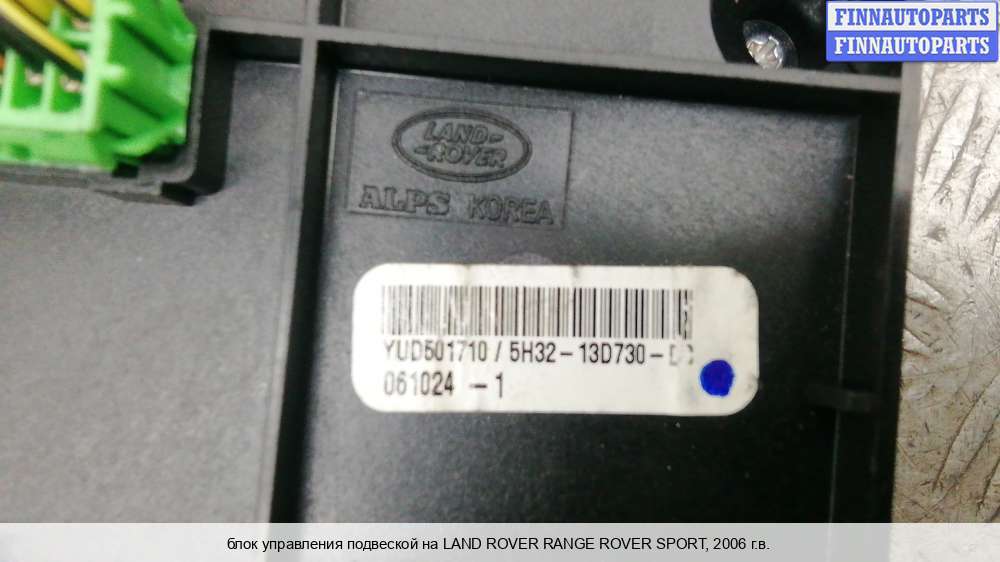 FINNAUTOPARTS
FINNAUTOPARTS
LAND-
-ROVER
ALPS KOREA
YUD501710 / 5H32-13D730-
061024 -1
блок управления подвеской на LAND ROVER RANGE ROVER SPORT, 2006 г.в.